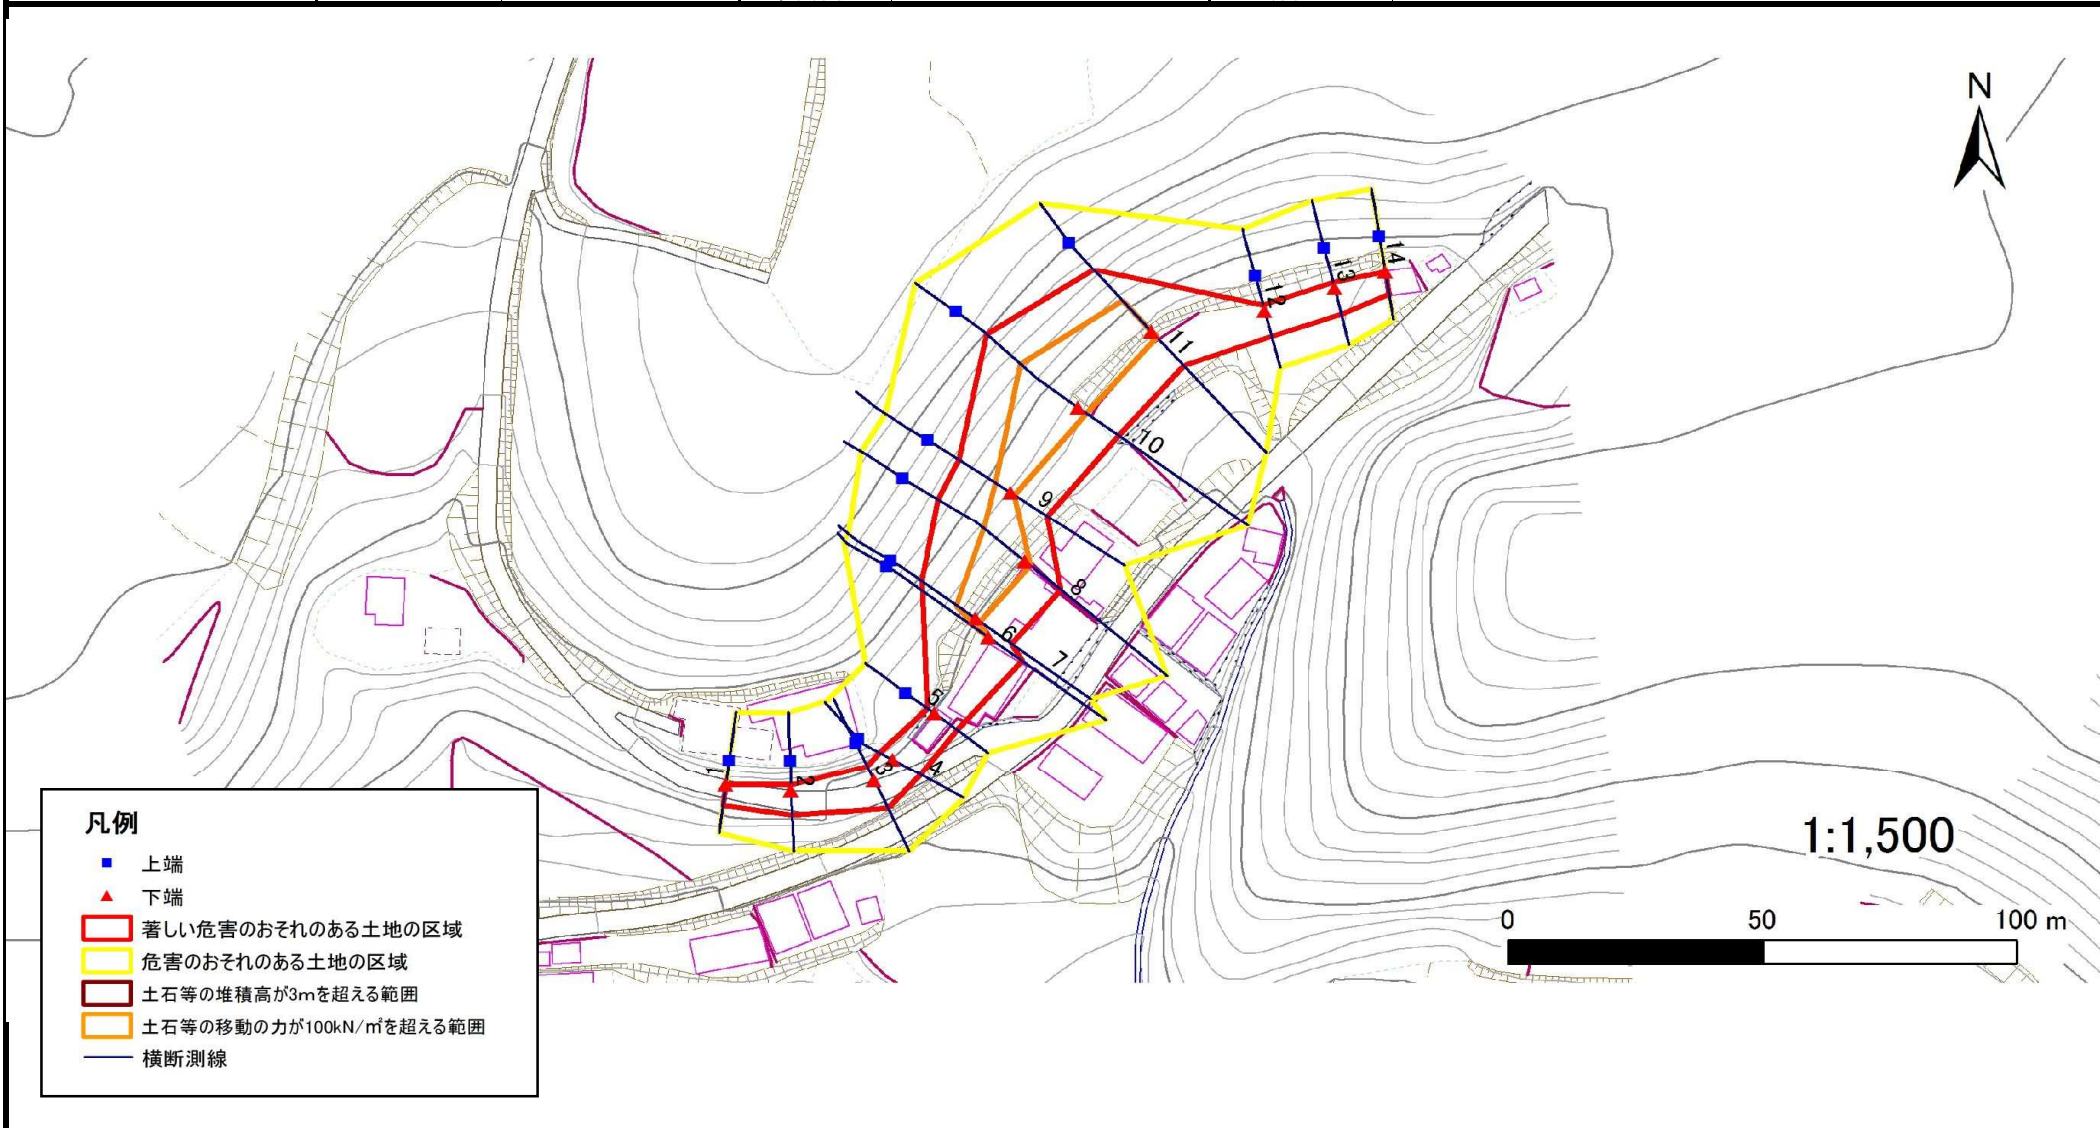 N
14
13
12
11
10
9
8
6
7
5
4
3
2
1
1:1,500
0 50 100 m
凡例
上端
下端
著しい危害のおそれのある土地の区域
危害のおそれのある土地の区域
土石等の堆積高が3mを超える範囲
土石等の移動の力が100kN/㎡を超える範囲
横断測線